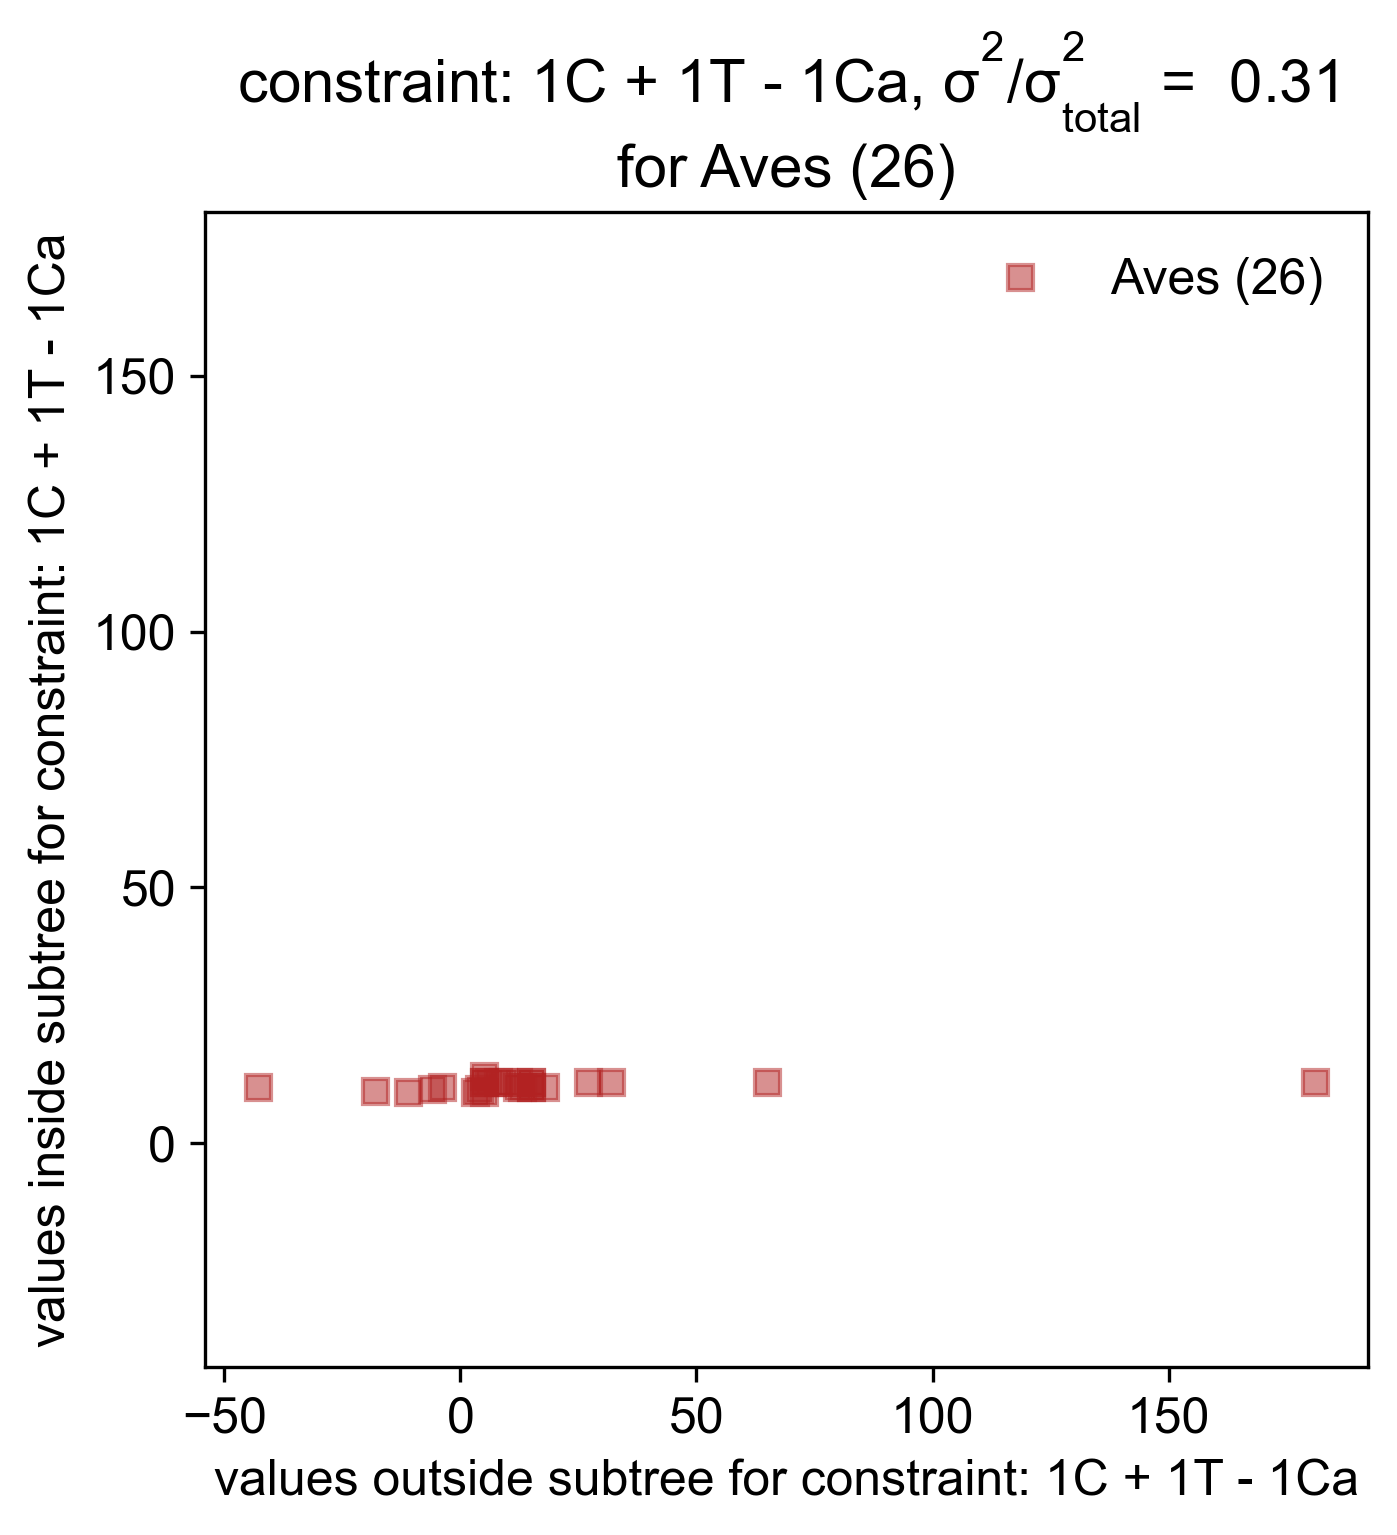 constraint: 1C + 1T - 1Ca, σ²/σ²total = 0.31
for Aves (26)
Aves (26)
values inside subtree for constraint: 1C + 1T - 1Ca
150
100
50
0
−50 0 50 100 150
values outside subtree for constraint: 1C + 1T - 1Ca